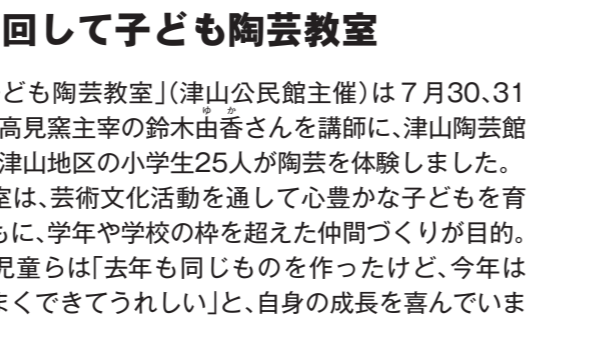 回して子ども陶芸教室
ども陶芸教室」(津山公民館主催)は7月30、31
高見窯主宰の鈴木由香さんを講師に、津山陶芸館
津山地区の小学生25人が陶芸を体験しました。
室は、芸術文化活動を通して心豊かな子どもを育
もに、学年や学校の枠を超えた仲間づくりが目的。
児童らは「去年も同じものを作ったけど、今年は
まくできてうれしい」と、自身の成長を喜んでいま